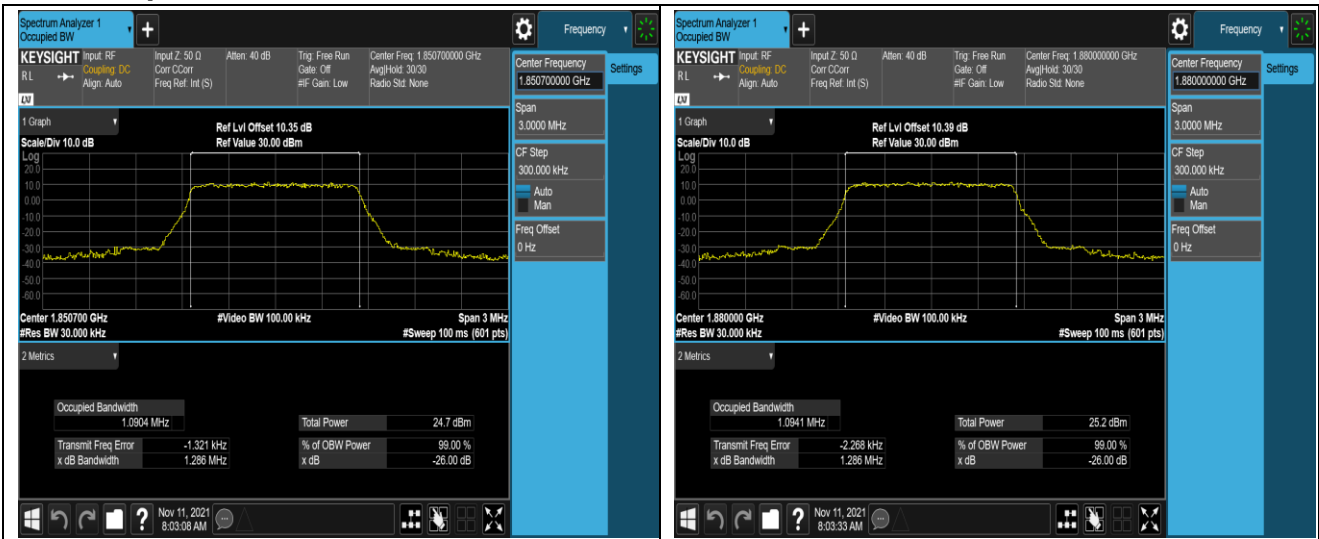 Spectrum Analyzer 1
Occupied BW
+
Frequency
KEYSIGHT
Input: RF
Coupling: DC
Align: Auto
Input Z: 50 Ω
Corr CCorr
Freq Ref: Int (S)
Atten: 40 dB
Trig: Free Run
Gate: Off
#IF Gain: Low
Center Freq: 1.850700000 GHz
Avg|Hold: 30/30
Radio Std: None
RL
LXI
Center Frequency
1.850700000 GHz
Settings
Span
3.0000 MHz
CF Step
300.000 kHz
Auto
Man
Freq Offset
0 Hz
1 Graph
Ref Lvl Offset 10.35 dB
Scale/Div 10.0 dB
Ref Value 30.00 dBm
Log
20.0
10.0
0.00
-10.0
-20.0
-30.0
-40.0
-50.0
-60.0
Center 1.850700 GHz
#Video BW 100.00 kHz
Span 3 MHz
#Res BW 30.000 kHz
#Sweep 100 ms (601 pts)
2 Metrics
Occupied Bandwidth
1.0904 MHz
Total Power 24.7 dBm
Transmit Freq Error -1.321 kHz
% of OBW Power 99.00 %
x dB Bandwidth 1.286 MHz
x dB -26.00 dB
?
Nov 11, 2021
8:03:08 AM
Spectrum Analyzer 1
Occupied BW
+
Frequency
KEYSIGHT
Input: RF
Coupling: DC
Align: Auto
Input Z: 50 Ω
Corr CCorr
Freq Ref: Int (S)
Atten: 40 dB
Trig: Free Run
Gate: Off
#IF Gain: Low
Center Freq: 1.880000000 GHz
Avg|Hold: 30/30
Radio Std: None
RL
LXI
Center Frequency
1.880000000 GHz
Settings
Span
3.0000 MHz
CF Step
300.000 kHz
Auto
Man
Freq Offset
0 Hz
1 Graph
Ref Lvl Offset 10.39 dB
Scale/Div 10.0 dB
Ref Value 30.00 dBm
Log
20.0
10.0
0.00
-10.0
-20.0
-30.0
-40.0
-50.0
-60.0
Center 1.880000 GHz
#Video BW 100.00 kHz
Span 3 MHz
#Res BW 30.000 kHz
#Sweep 100 ms (601 pts)
2 Metrics
Occupied Bandwidth
1.0941 MHz
Total Power 25.2 dBm
Transmit Freq Error -2.268 kHz
% of OBW Power 99.00 %
x dB Bandwidth 1.286 MHz
x dB -26.00 dB
?
Nov 11, 2021
8:03:33 AM